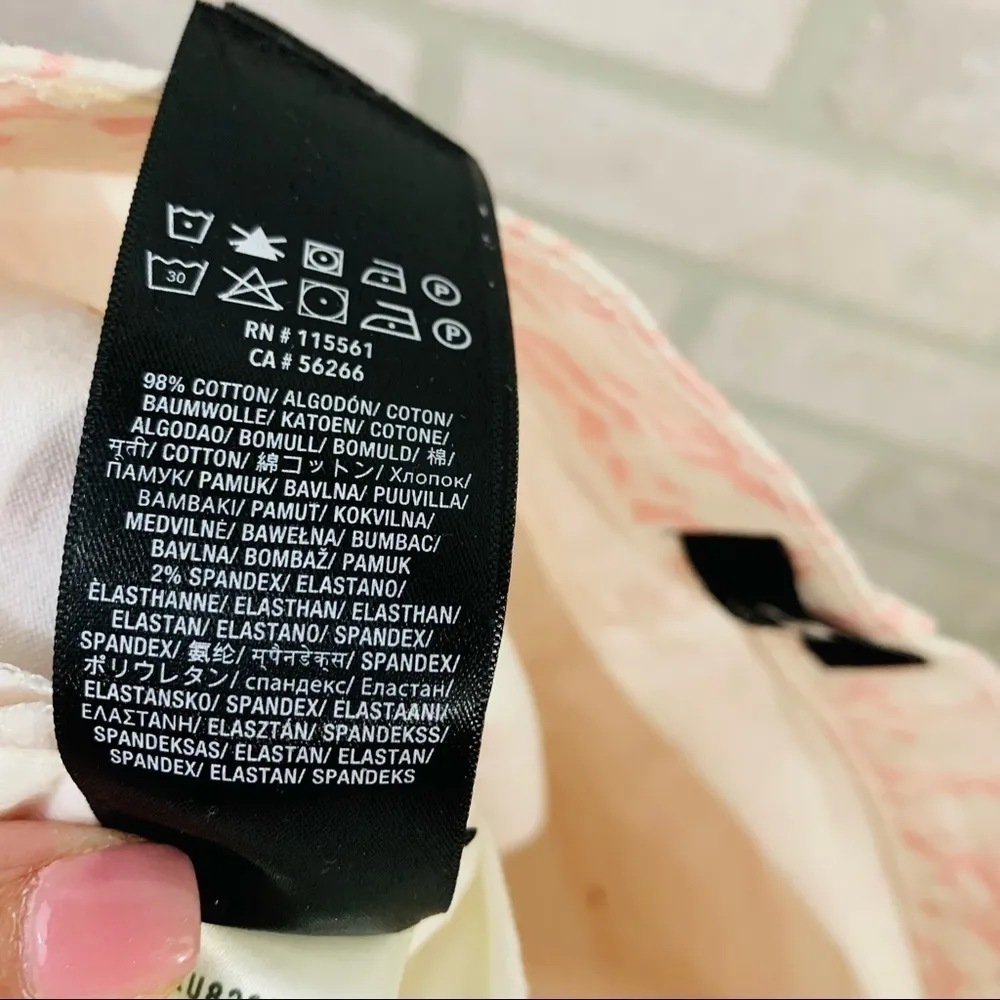 30
P
P
RN # 115561
CA # 56266
98% COTTON/ ALGODÓN/ COTON/
BAUMWOLLE/ KATOEN/ COTONE/
ALGODAO/ BOMULL/ BOMULD/ 棉/
सूती/ COTTON/ 綿コットン/ Хлопок/
ПАМУК/ PAMUK/ BAVLNA/ PUUVILLA/
BAMBAKI/ PAMUT/ KOKVILNA/
MEDVILNĖ/ BAWEŁNA/ BUMBAC/
BAVLNA/ BOMBAŽ/ PAMUK
2% SPANDEX/ ELASTANO/
ÈLASTHANNE/ ELASTHAN/ ELASTHAN/
ELASTAN/ ELASTANO/ SPANDEX/
SPANDEX/ 氨纶/ स्पैनडेक्स/ SPANDEX/
ポリウレタン/ спандекс/ Еластан/
ELASTANSKO/ SPANDEX/ ELASTAANI/
ΕΛΑΣΤΑΝΗ/ ELASZTÁN/ SPANDEKSS/
SPANDEKSAS/ ELASTAN/ ELASTAN/
SPANDEX/ ELASTAN/ SPANDEKS